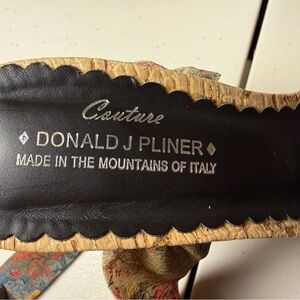 Couture
♦ DONALD J PLINER ♦
MADE IN THE MOUNTAINS OF ITALY